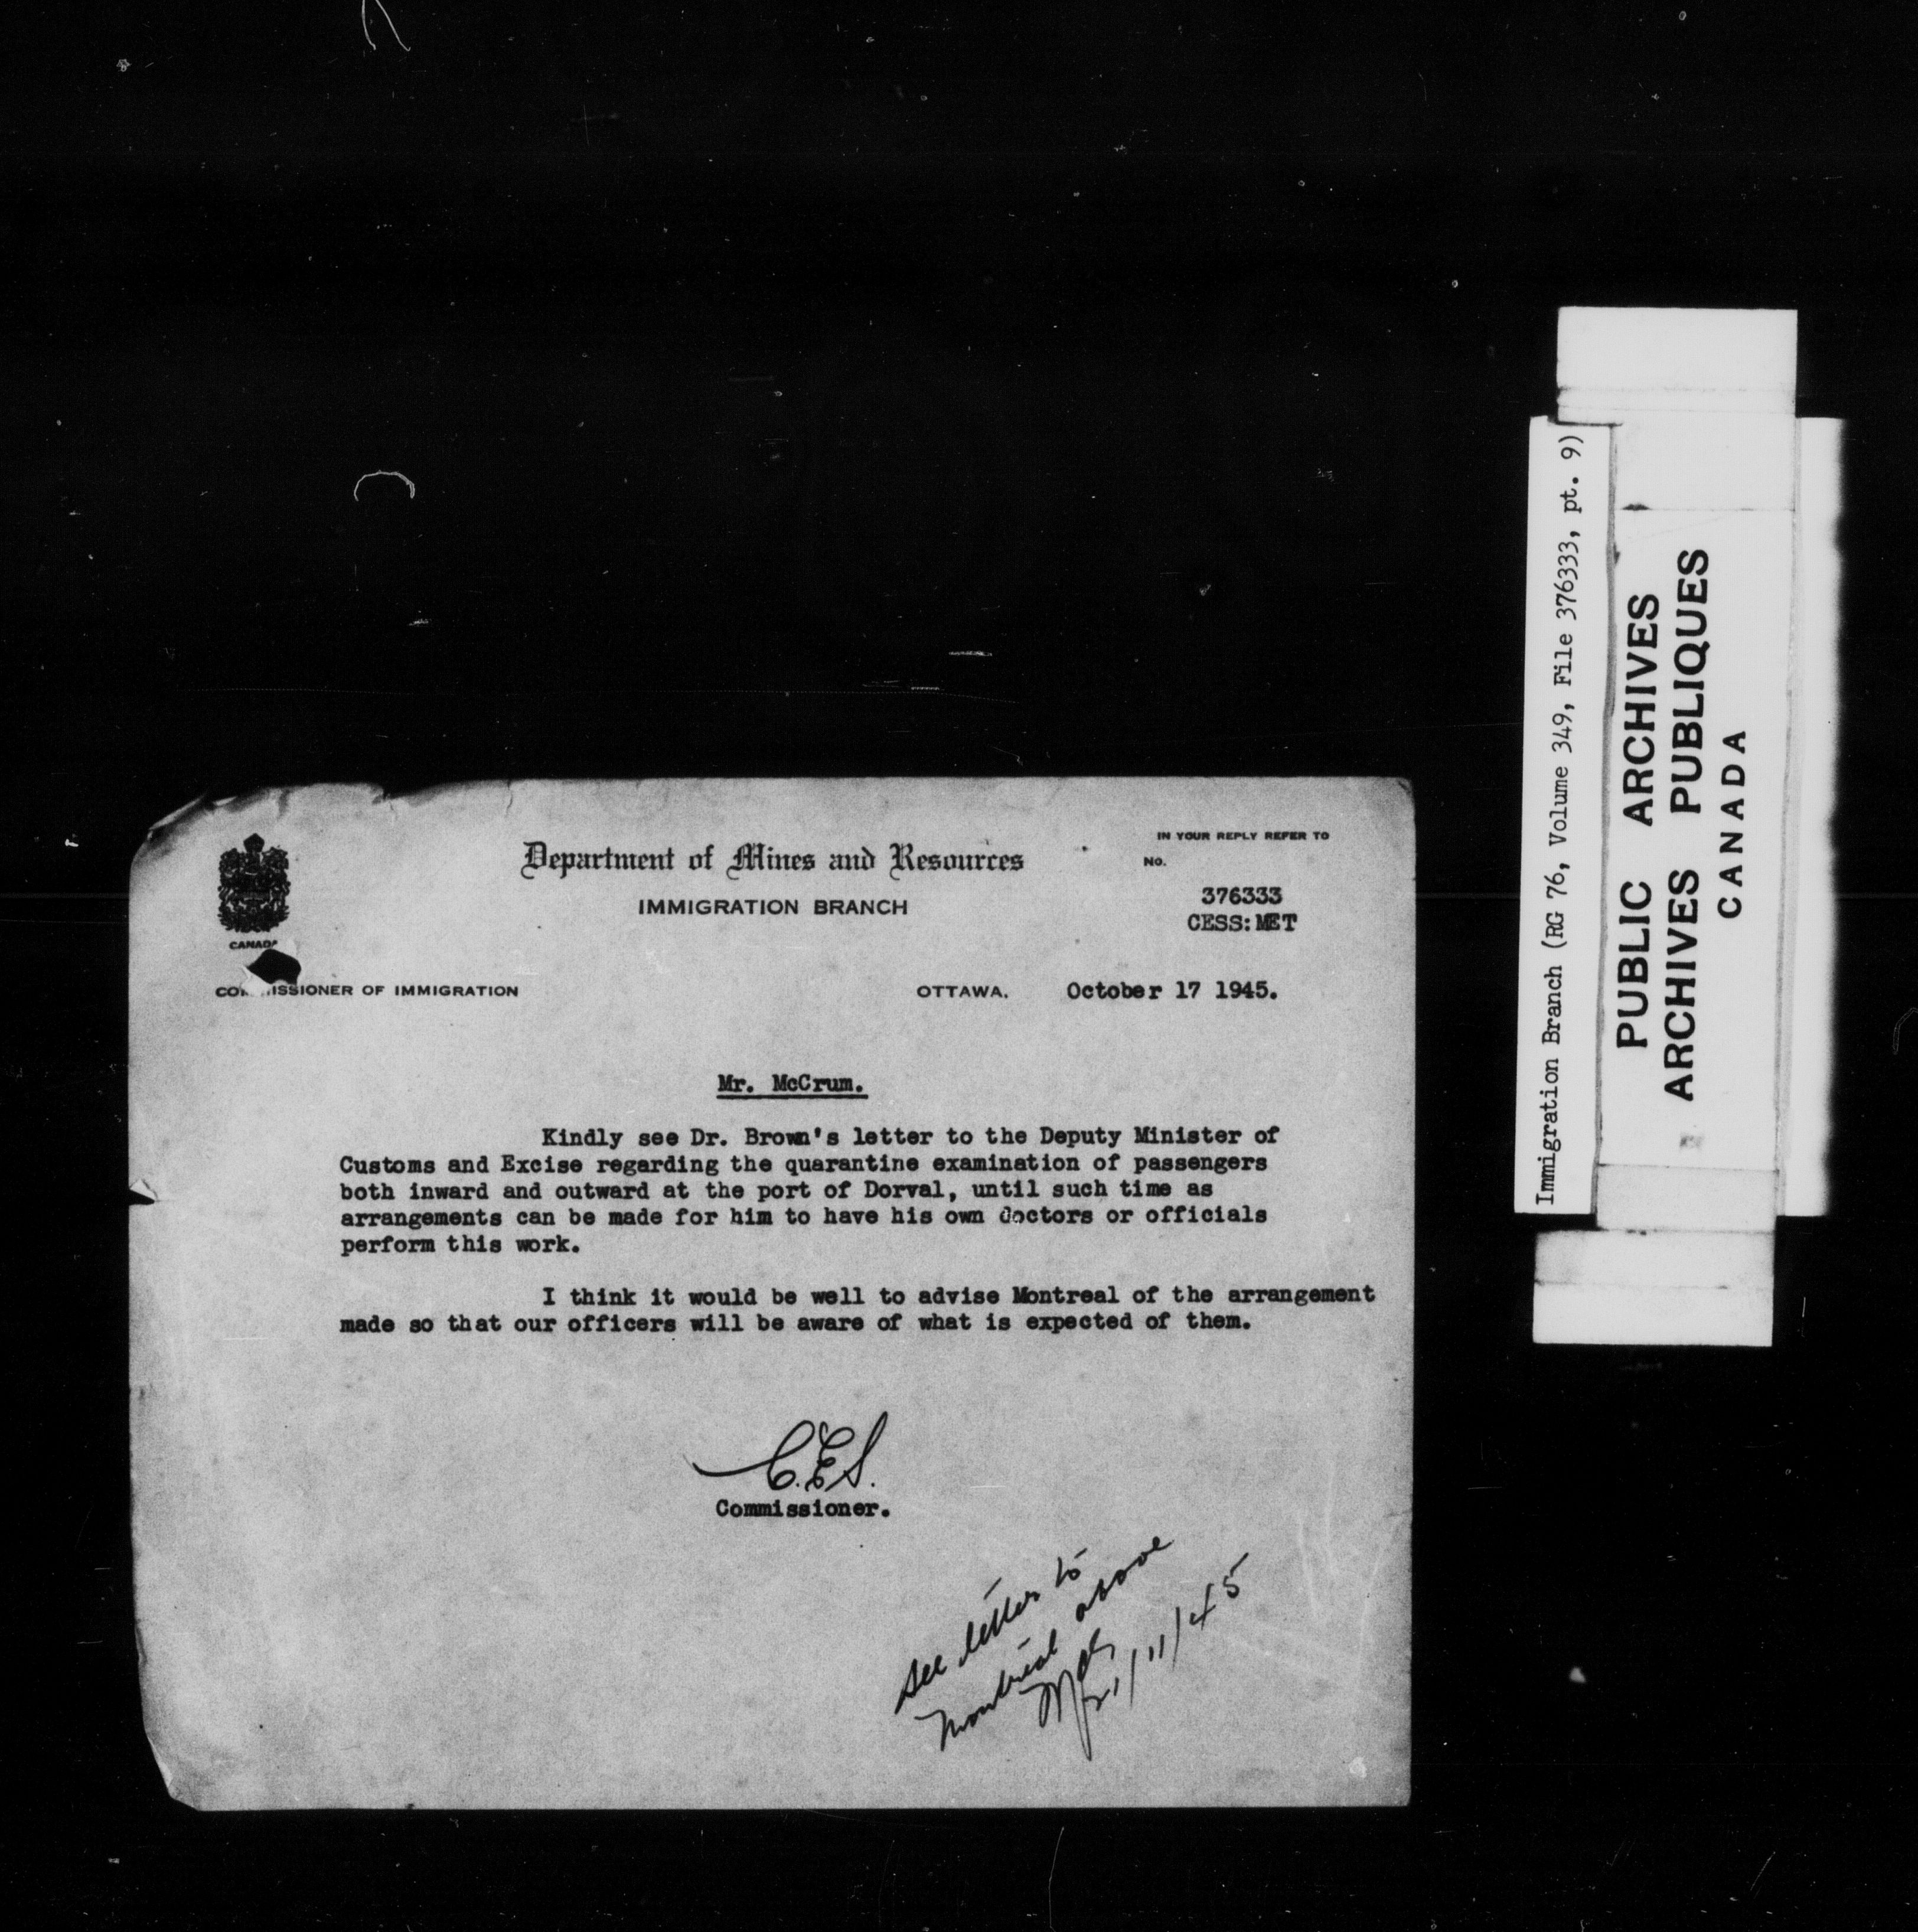 Department of Mines and Resources
IMMIGRATION BRANCH
IN YOUR REPLY REFER TO
NO.
376333
CESS:MET
CANADA
COMMISSIONER OF IMMIGRATION
OTTAWA. October 17 1945.
Mr. McCrum.
Kindly see Dr. Brown's letter to the Deputy Minister of
Customs and Excise regarding the quarantine examination of passengers
both inward and outward at the port of Dorval, until such time as
arrangements can be made for him to have his own doctors or officials
perform this work.
I think it would be well to advise Montreal of the arrangement
made so that our officers will be aware of what is expected of them.
C.E.S.
Commissioner.
See letter to
Montreal above
/11/45
Immigration Branch (RG 76, Volume 349, File 376333, pt. 9)
PUBLIC ARCHIVES
ARCHIVES PUBLIQUES
CANADA